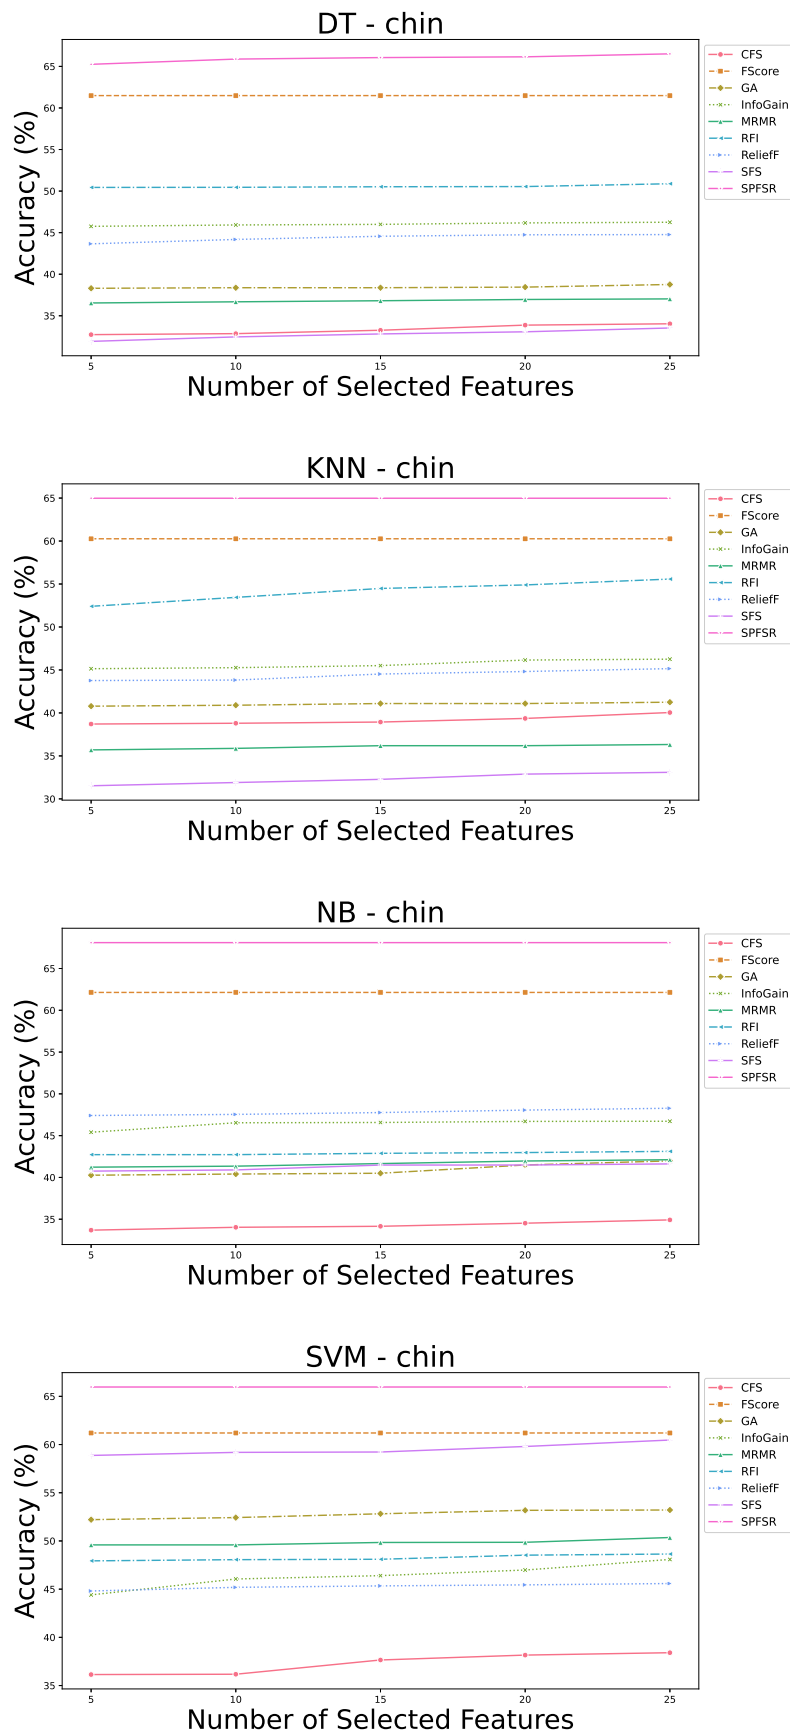 DT - chin
Accuracy (%)
65
60
55
50
45
40
35
5 10 15 20 25
Number of Selected Features
CFS
FScore
GA
InfoGain
MRMR
RFI
ReliefF
SFS
SPFSR
KNN - chin
Accuracy (%)
65
60
55
50
45
40
35
30
5 10 15 20 25
Number of Selected Features
CFS
FScore
GA
InfoGain
MRMR
RFI
ReliefF
SFS
SPFSR
NB - chin
Accuracy (%)
65
60
55
50
45
40
35
5 10 15 20 25
Number of Selected Features
CFS
FScore
GA
InfoGain
MRMR
RFI
ReliefF
SFS
SPFSR
SVM - chin
Accuracy (%)
65
60
55
50
45
40
35
5 10 15 20 25
Number of Selected Features
CFS
FScore
GA
InfoGain
MRMR
RFI
ReliefF
SFS
SPFSR